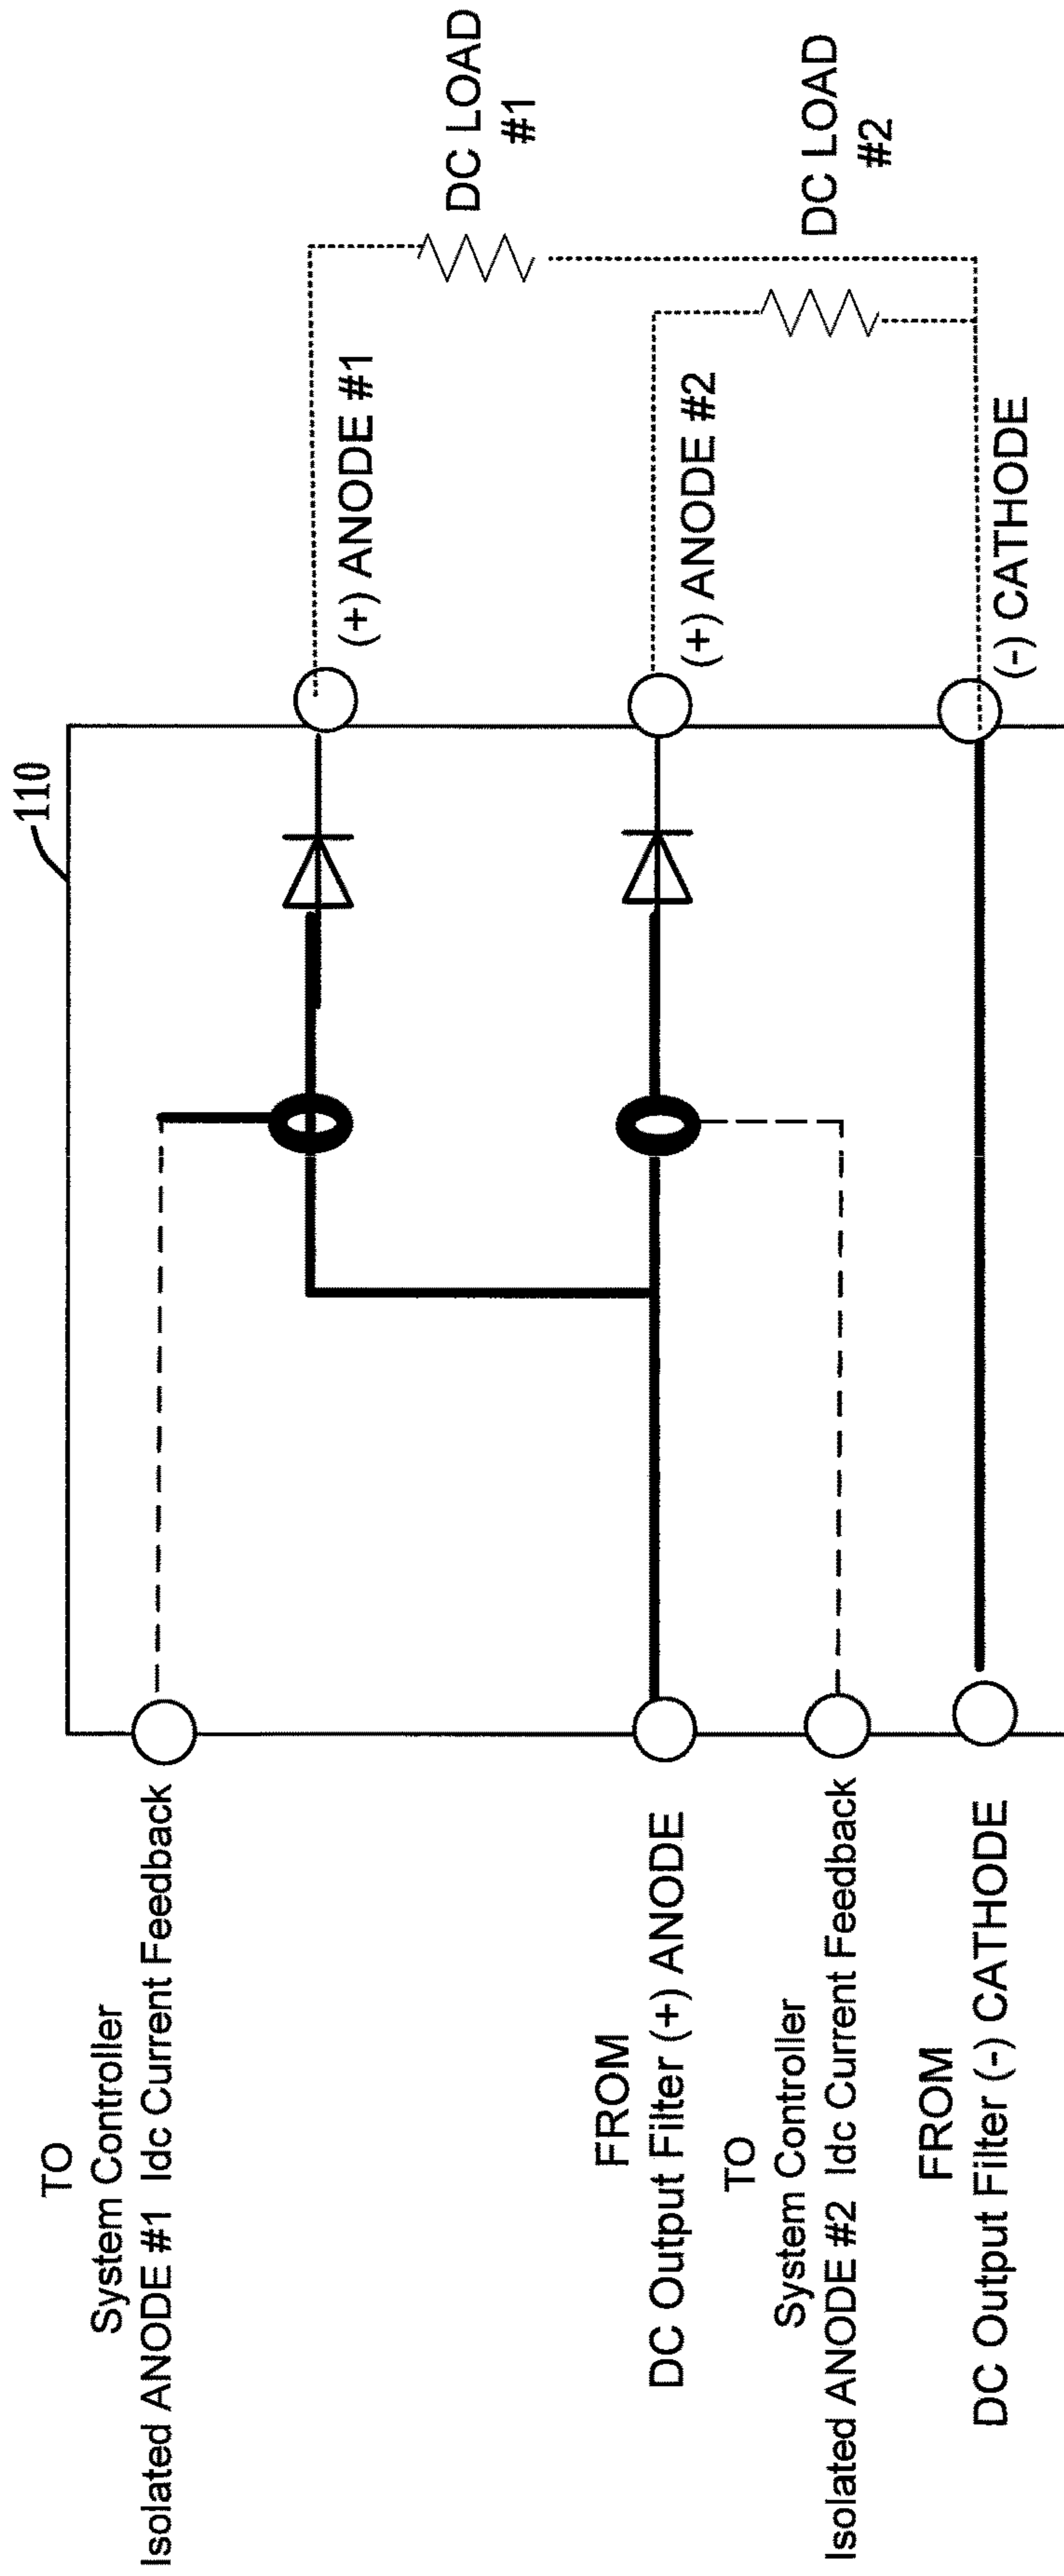 TO
System Controller
Isolated ANODE #1 Idc Current Feedback
FROM
DC Output Filter (+) ANODE
TO
System Controller
Isolated ANODE #2 Idc Current Feedback
FROM
DC Output Filter (-) CATHODE
110
(+) ANODE #1
(+) ANODE #2
(-) CATHODE
DC LOAD
#1
DC LOAD
#2